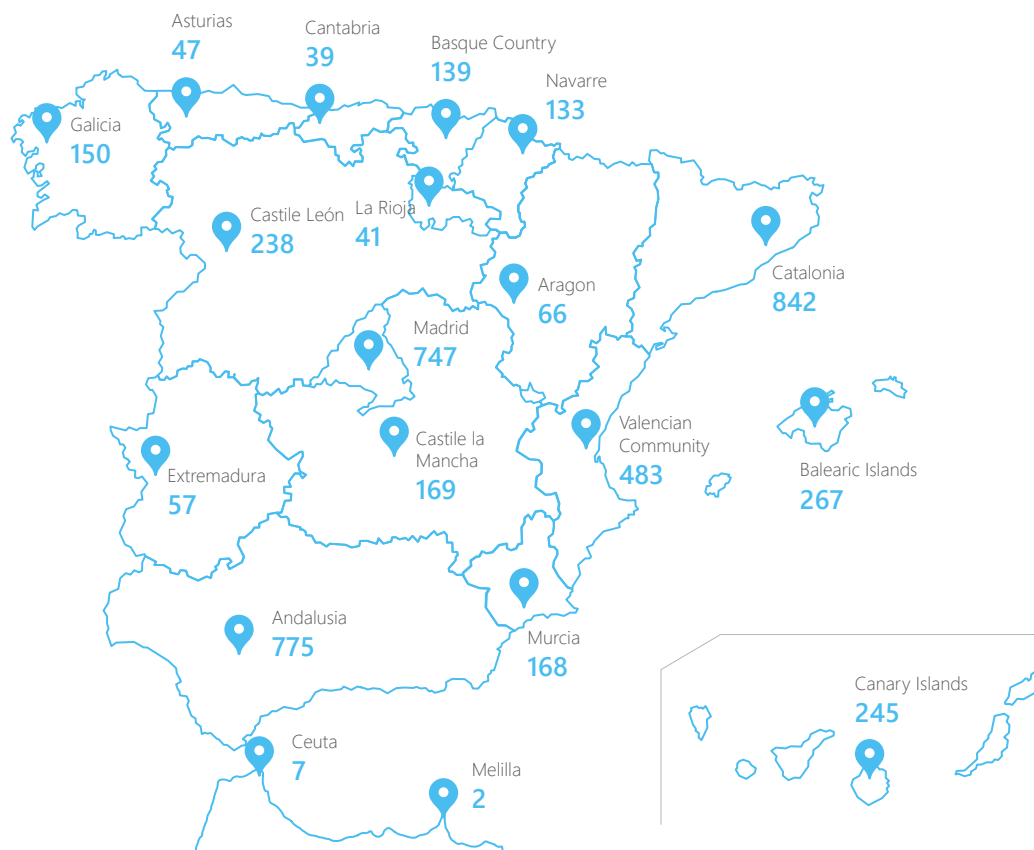 Asturias
47
Cantabria
39
Basque Country
139
Navarre
133
Galicia
150
Castile León
238
La Rioja
41
Aragon
66
Catalonia
842
Madrid
747
Castile la
Mancha
169
Valencian
Community
483
Balearic Islands
267
Extremadura
57
Andalusia
775
Murcia
168
Canary Islands
245
Ceuta
7
Melilla
2